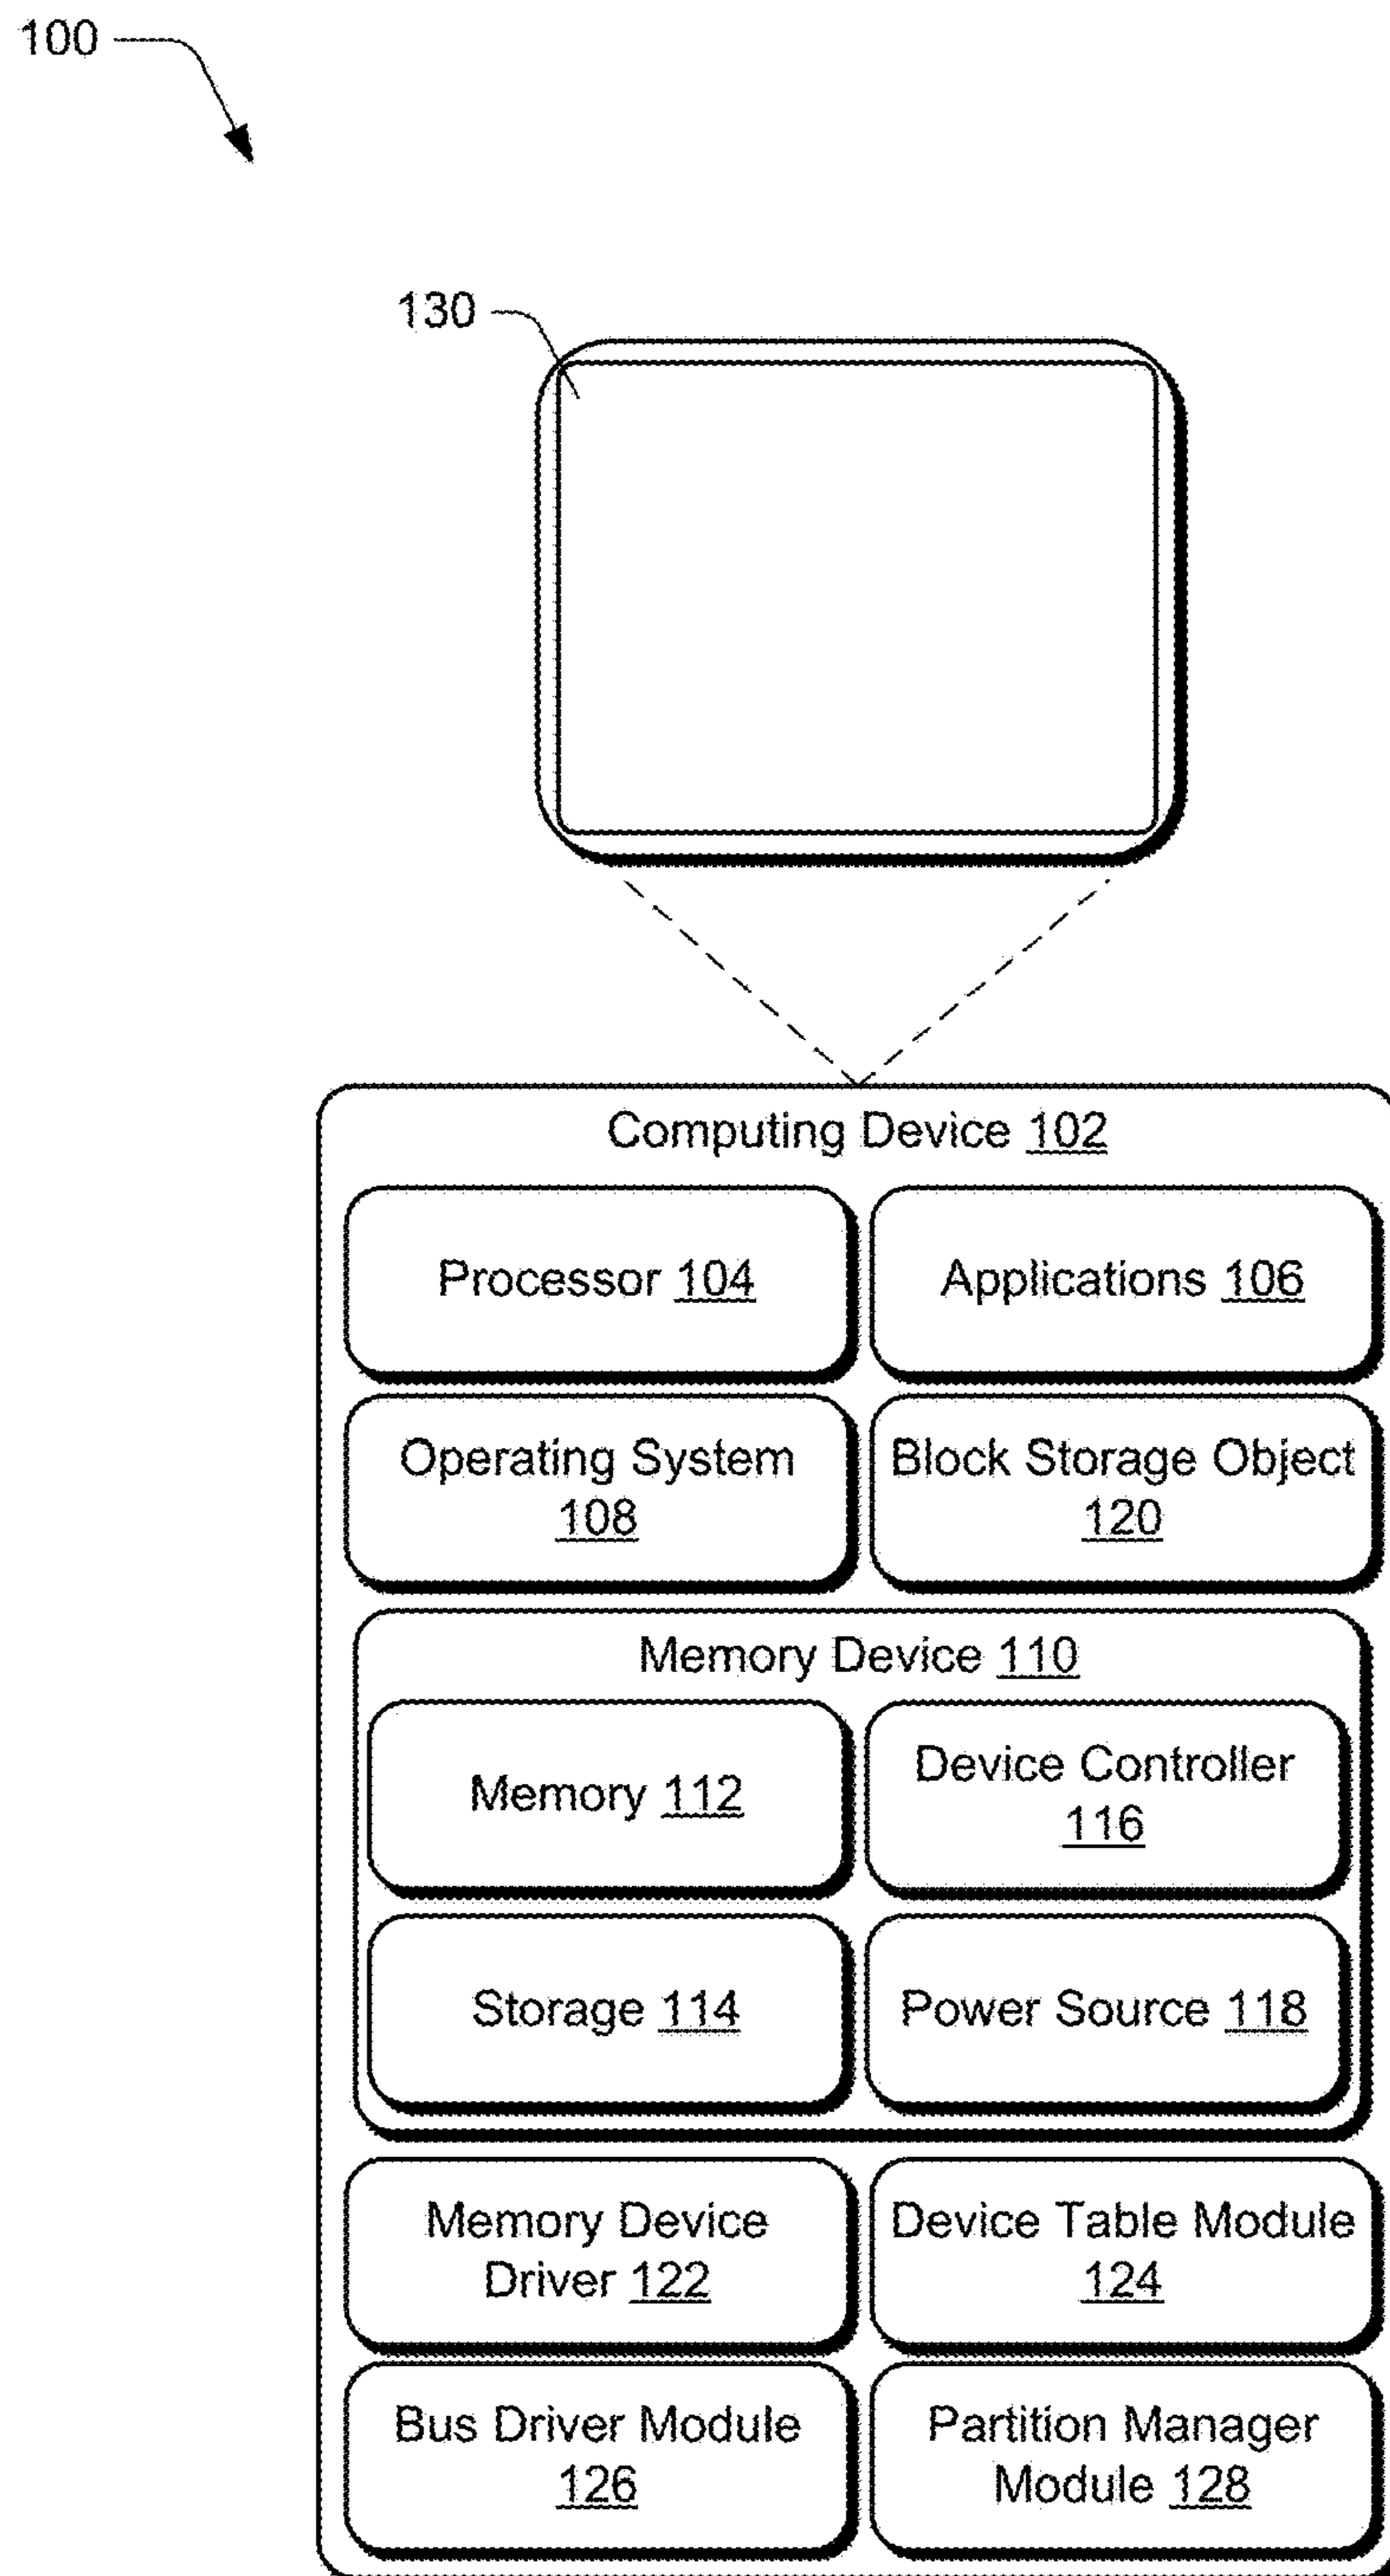 100
130
Computing Device 102
Processor 104
Applications 106
Operating System
108
Block Storage Object
120
Memory Device 110
Memory 112
Device Controller
116
Storage 114
Power Source 118
Memory Device
Driver 122
Device Table Module
124
Bus Driver Module
126
Partition Manager
Module 128